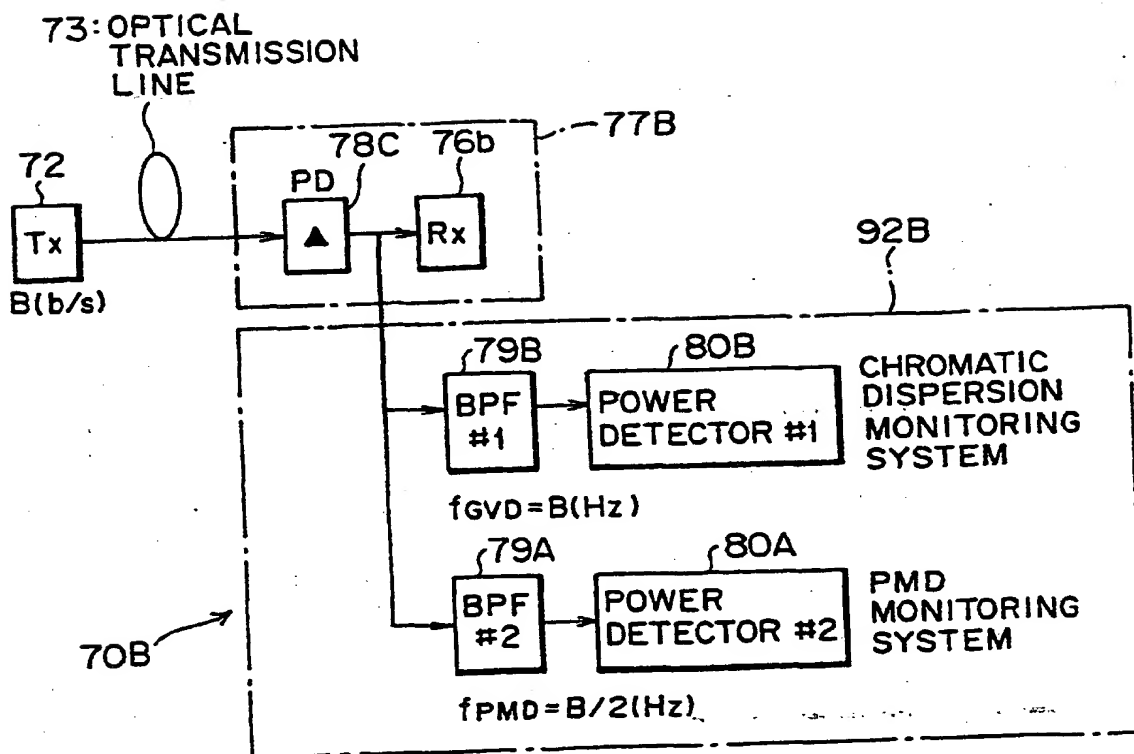 73: OPTICAL
TRANSMISSION
LINE
77B
72
78C
76b
PD
Tx
Rx
B(b/s)
92B
79B
80B
BPF
#1
POWER
DETECTOR #1
CHROMATIC
DISPERSION
MONITORING
SYSTEM
fGVD=B(Hz)
79A
80A
BPF
#2
POWER
DETECTOR #2
PMD
MONITORING
SYSTEM
70B
fPMD=B/2(Hz)